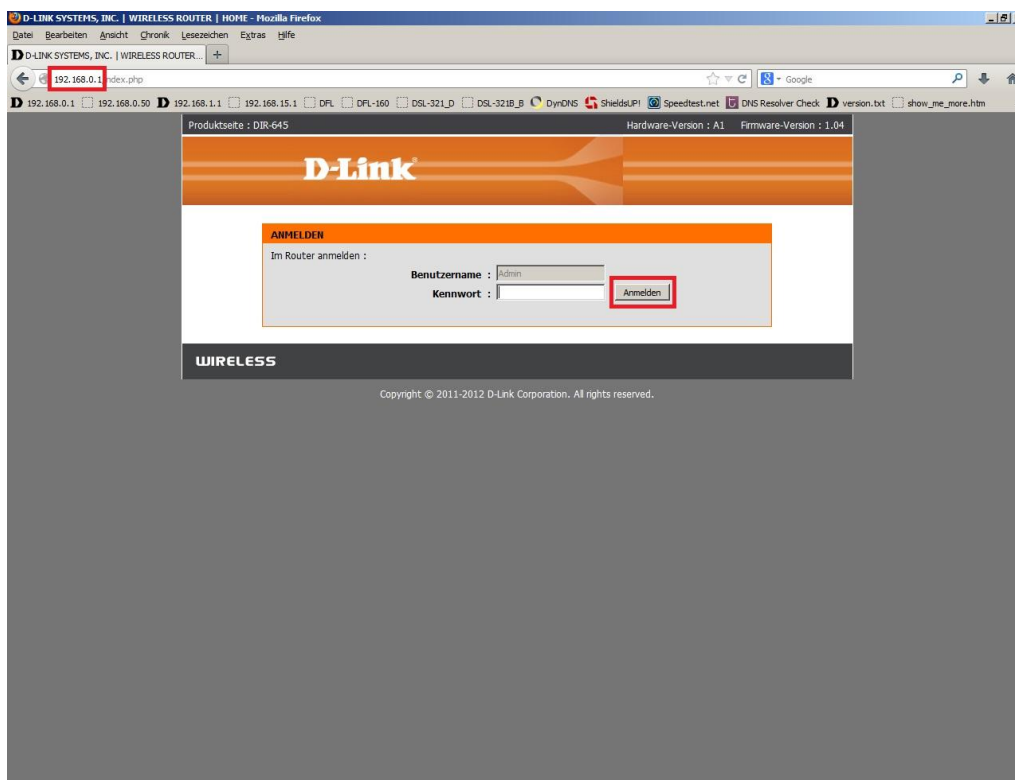 D-LINK SYSTEMS, INC. | WIRELESS ROUTER | HOME - Mozilla Firefox
Datei Bearbeiten Ansicht Chronik Lesezeichen Extras Hilfe
D-LINK SYSTEMS, INC. | WIRELESS ROUTER... +
192.168.0.1/index.php Google
192.168.0.1 192.168.0.50 192.168.1.1 192.168.15.1 DFL DFL-160 DSL-321_D DSL-321B_B DynDNS ShieldsUP! Speedtest.net DNS Resolver Check version.txt show_me_more.htm
Produktseite : DIR-645 Hardware-Version : A1 Firmware-Version : 1.04
D-Link
ANMELDEN
Im Router anmelden :
Benutzername : Admin
Kennwort : Anmelden
WIRELESS
Copyright © 2011-2012 D-Link Corporation. All rights reserved.